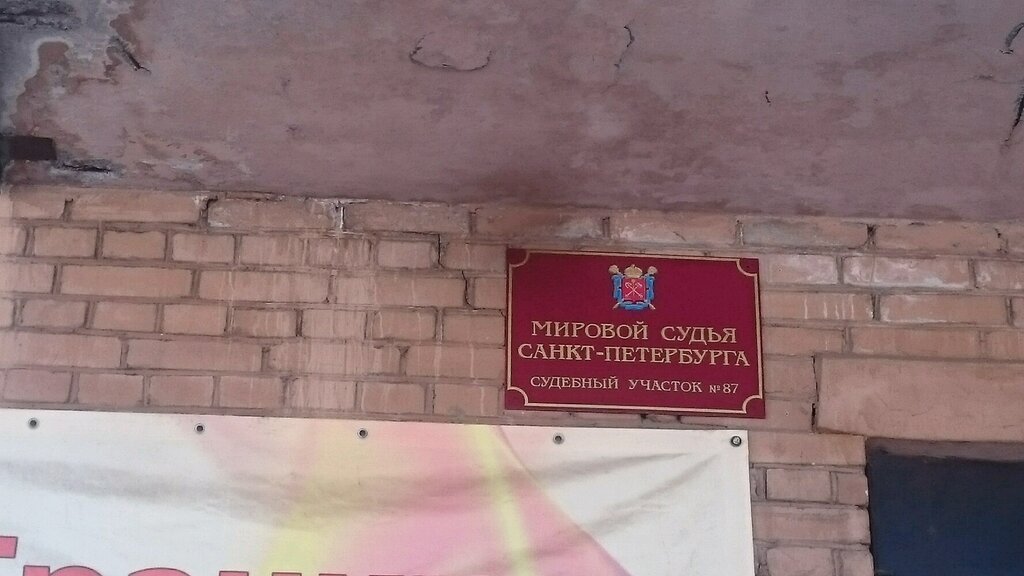 МИРОВОЙ СУДЬЯ
САНКТ-ПЕТЕРБУРГА
СУДЕБНЫЙ УЧАСТОК №87